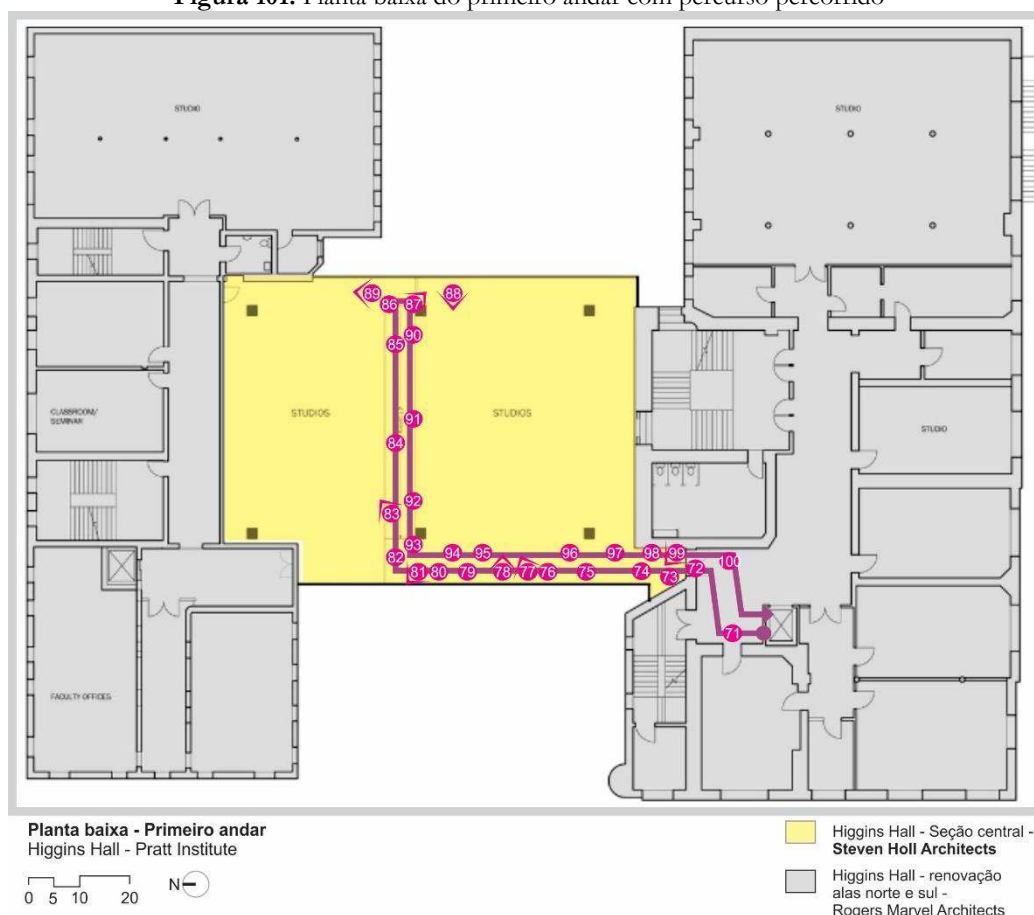 Figura 101. Planta baixa do primeiro andar com percurso percorrido
STUDIO
STUDIO
89
88
86
87
90
85
CLASSROOM/
SEMINAR
STUDIOS
STUDIOS
91
84
STUDIO
92
83
93
82
94
95
96
97
98
99
100
81
80
79
78
77
76
75
74
73
72
71
FACULTY OFFICES
Planta baixa - Primeiro andar
Higgins Hall - Pratt Institute
0 5 10 20
N
Higgins Hall - Seção central -
Steven Holl Architects
Higgins Hall - renovação
alas norte e sul -
Rogers Marvel Architects